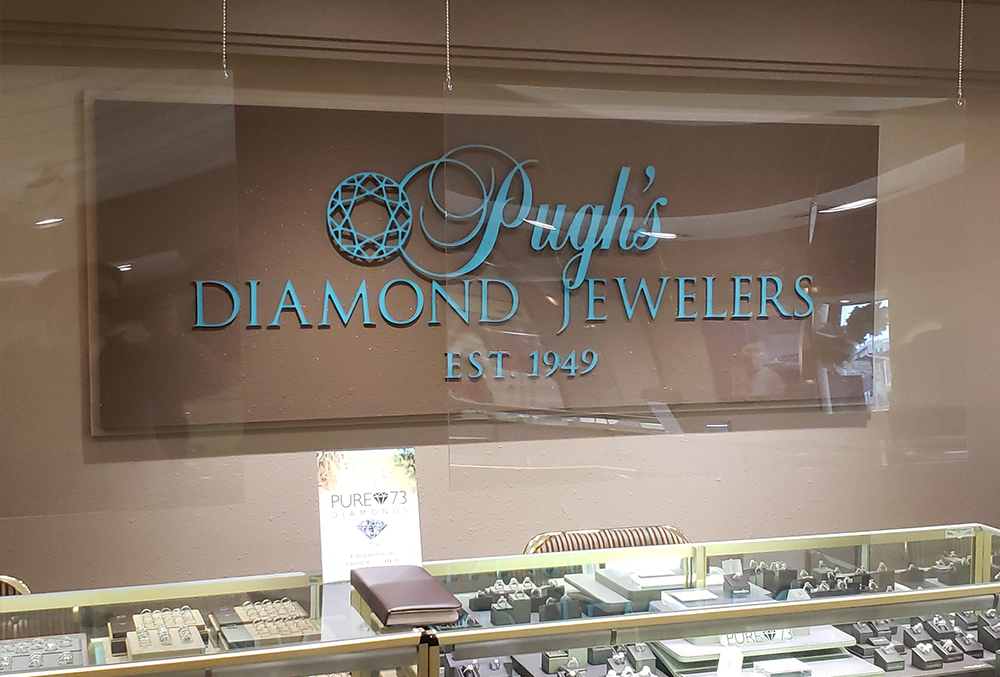 Pugh's
DIAMOND JEWELERS
EST. 1949
PURE 73
DIAMONDS
PURE 73